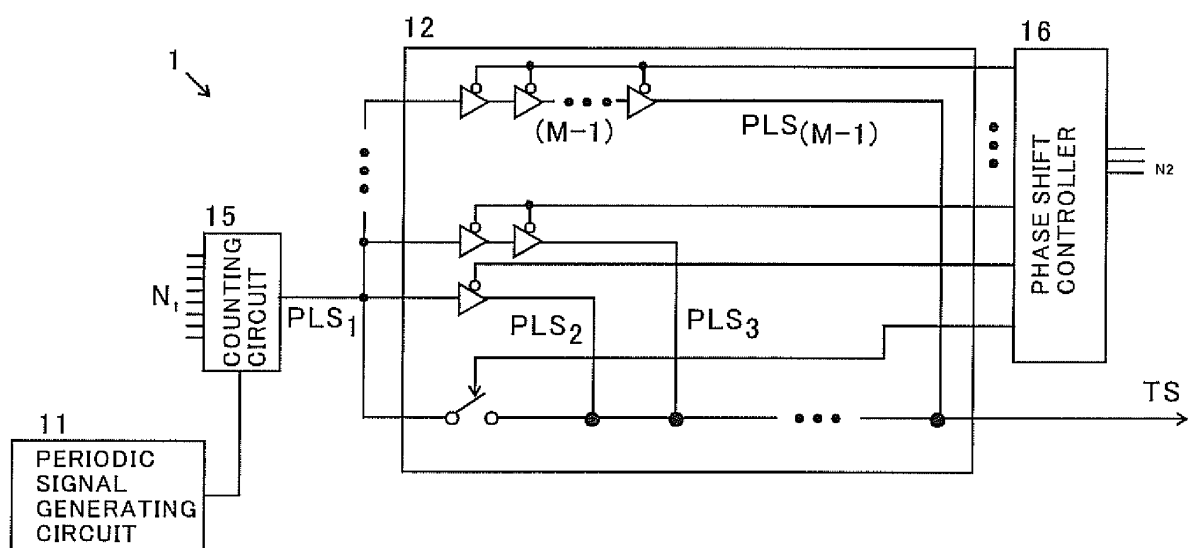 12
16
1
(M-1)
PLS(M-1)
PHASE SHIFT
CONTROLLER
N2
15
COUNTING
CIRCUIT
Nt
PLS1
PLS2
PLS3
TS
11
PERIODIC
SIGNAL
GENERATING
CIRCUIT